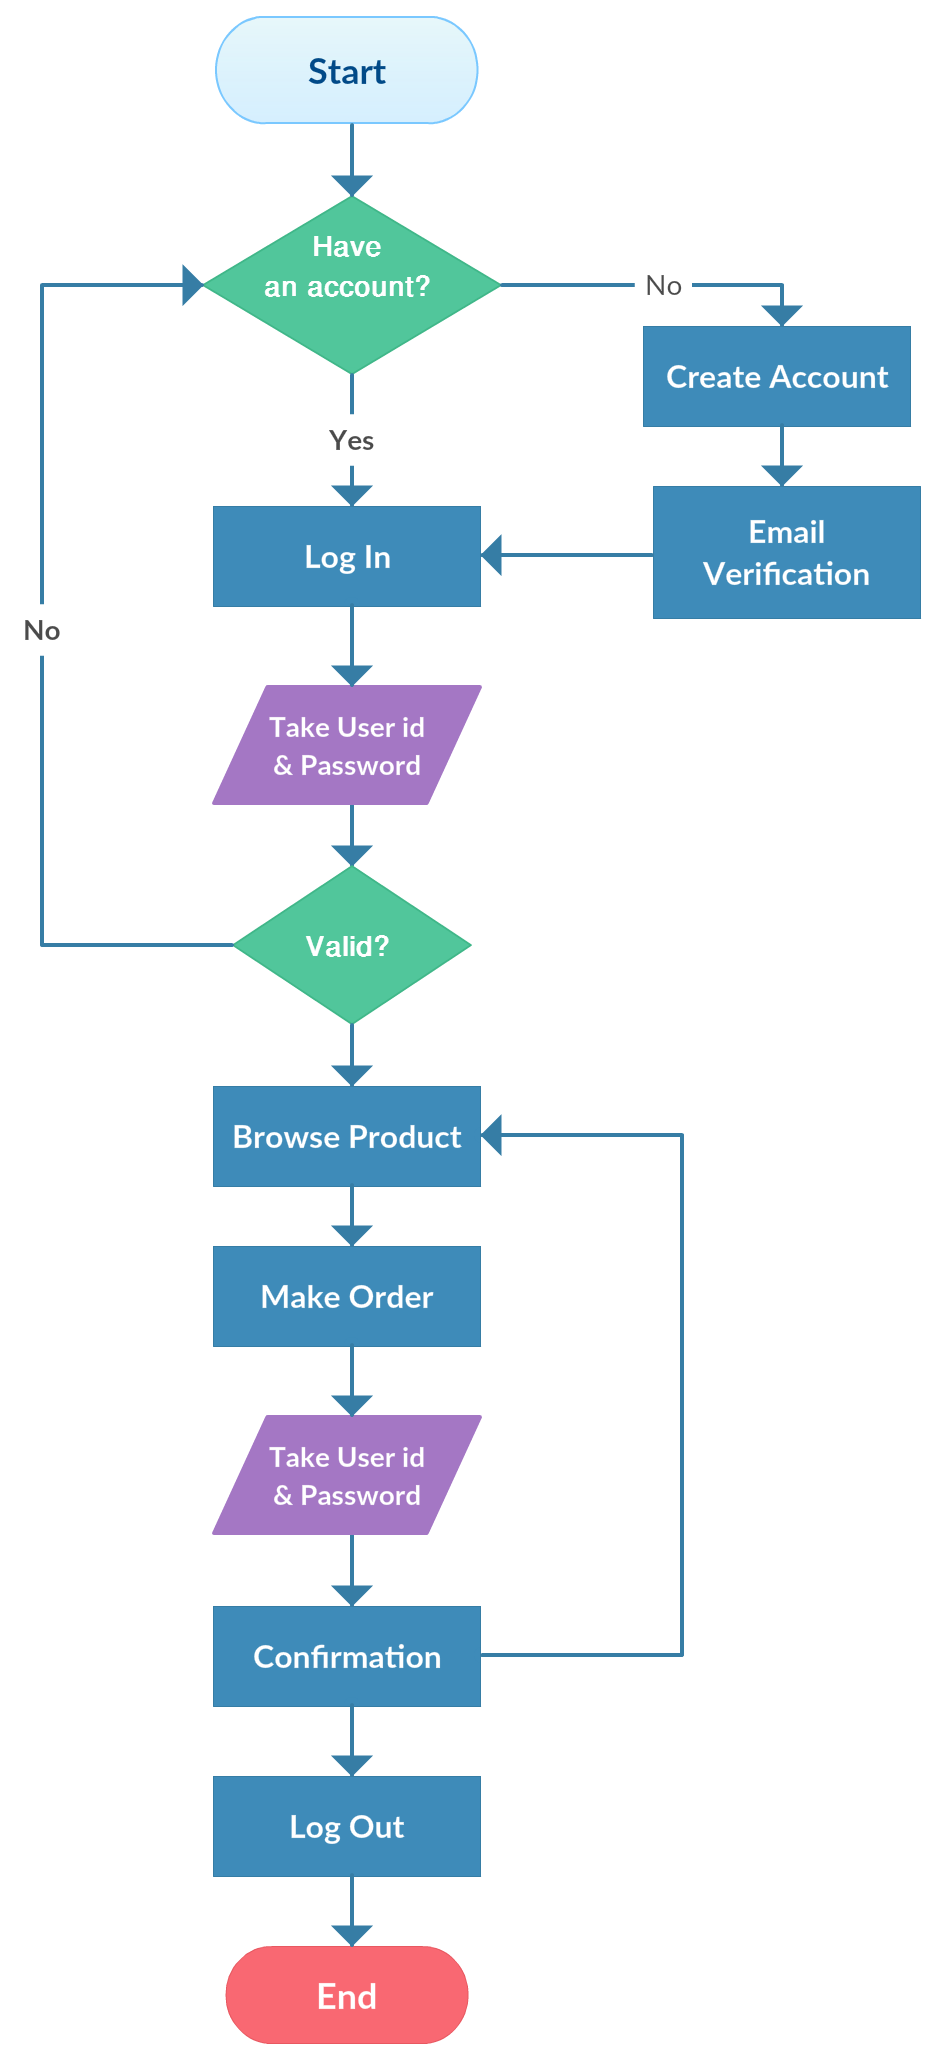 Start
Have
an account?
No
Create Account
Yes
Email
Verification
Log In
No
Take User id
& Password
Valid?
Browse Product
Make Order
Take User id
& Password
Confirmation
Log Out
End